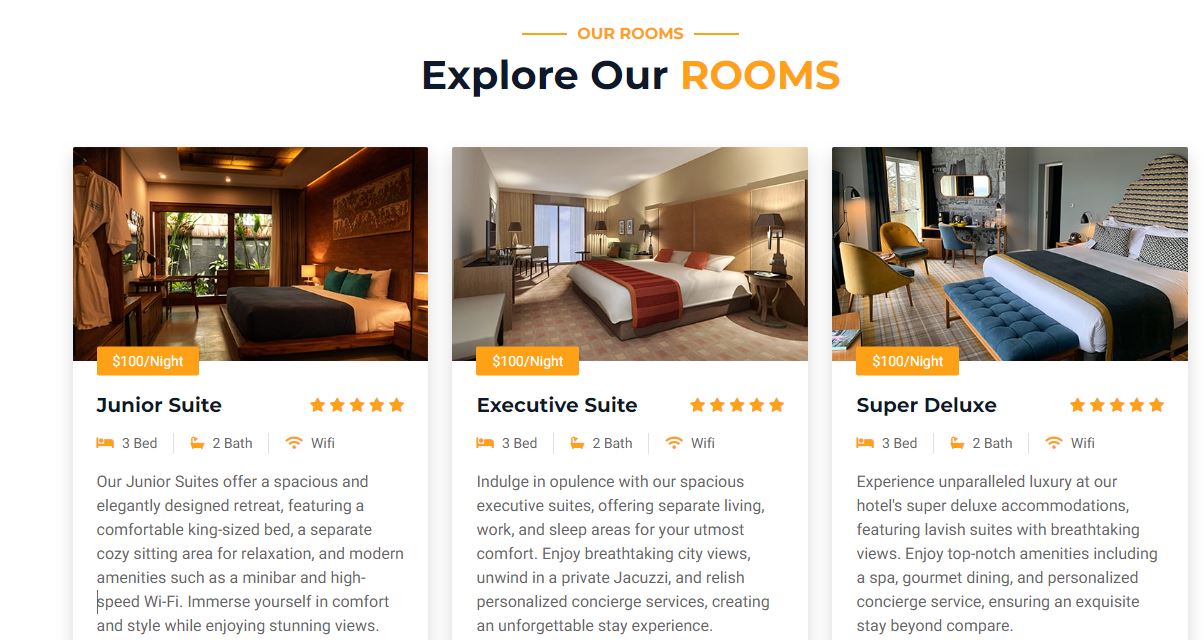 OUR ROOMS
Explore Our ROOMS
$100/Night
Junior Suite
3 Bed
2 Bath
Wifi
Our Junior Suites offer a spacious and
elegantly designed retreat, featuring a
comfortable king-sized bed, a separate
cozy sitting area for relaxation, and modern
amenities such as a minibar and high-
speed Wi-Fi. Immerse yourself in comfort
and style while enjoying stunning views.
$100/Night
Executive Suite
3 Bed
2 Bath
Wifi
Indulge in opulence with our spacious
executive suites, offering separate living,
work, and sleep areas for your utmost
comfort. Enjoy breathtaking city views,
unwind in a private Jacuzzi, and relish
personalized concierge services, creating
an unforgettable stay experience.
$100/Night
Super Deluxe
3 Bed
2 Bath
Wifi
Experience unparalleled luxury at our
hotel's super deluxe accommodations,
featuring lavish suites with breathtaking
views. Enjoy top-notch amenities including
a spa, gourmet dining, and personalized
concierge service, ensuring an exquisite
stay beyond compare.